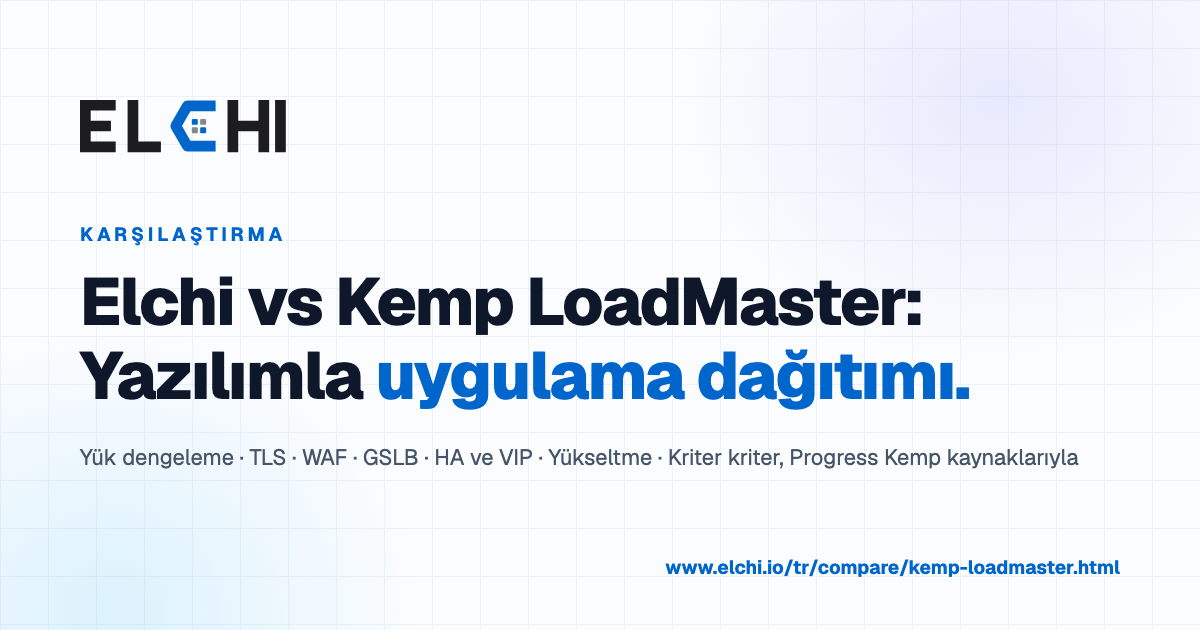 ELCHI
KARŞILAŞTIRMA
Elchi vs Kemp LoadMaster:
Yazılımla uygulama dağıtımı.
Yük dengeleme · TLS · WAF · GSLB · HA ve VIP · Yükseltme · Kriter kriter, Progress Kemp kaynaklarıyla
www.elchi.io/tr/compare/kemp-loadmaster.html